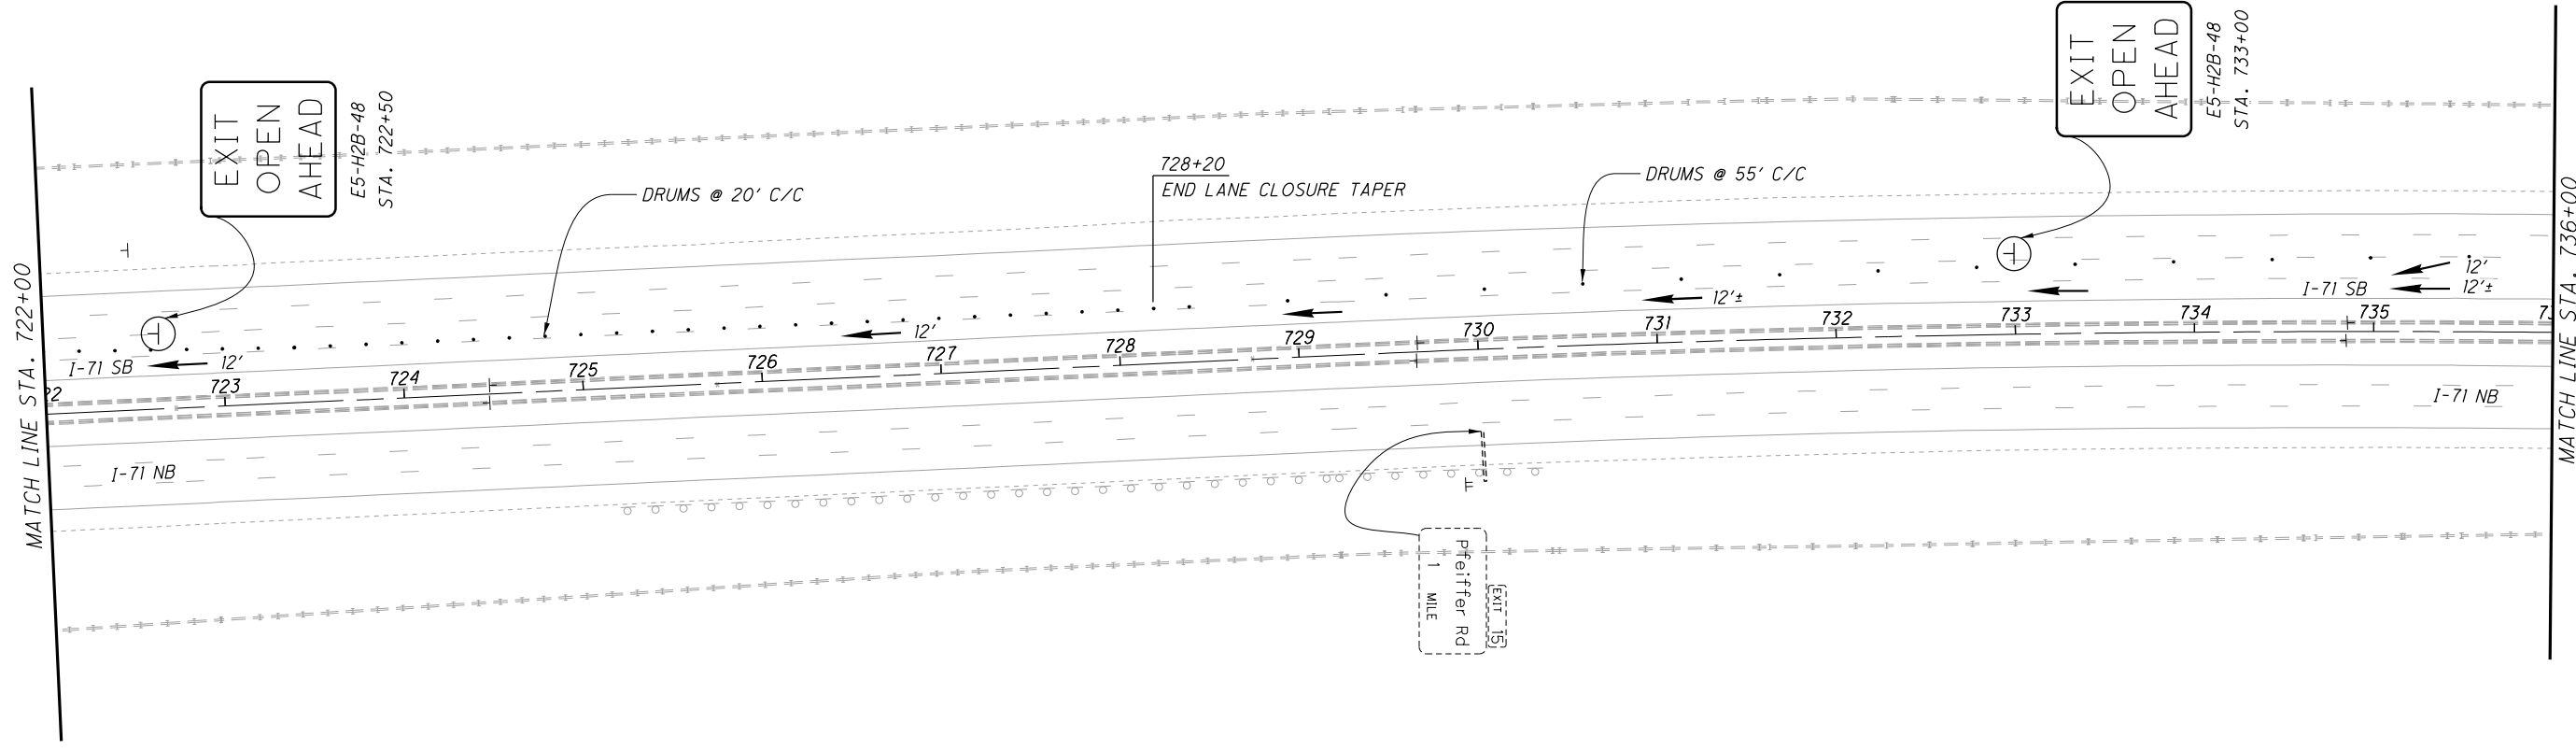 MATCH LINE STA. 722+00
EXIT
OPEN
AHEAD
E5-H2B-48
STA. 722+50
DRUMS @ 20' C/C
728+20
END LANE CLOSURE TAPER
DRUMS @ 55' C/C
EXIT
OPEN
AHEAD
E5-H2B-48
STA. 733+00
MATCH LINE STA. 736+00
I-71 SB
12'
12'
12'±
12'
12'±
I-71 SB
22
723
724
725
726
727
728
729
730
731
732
733
734
735
73
I-71 NB
I-71 NB
Pfeiffer Rd
1 MILE
EXIT 15